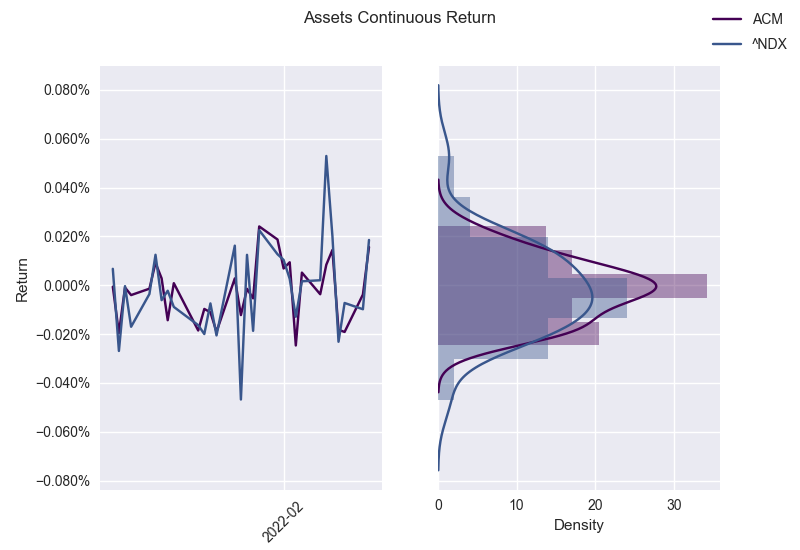 Assets Continuous Return
ACM
^NDX
Return
0.080%
0.060%
0.040%
0.020%
0.000%
−0.020%
−0.040%
−0.060%
−0.080%
2022-02
0 10 20 30
Density